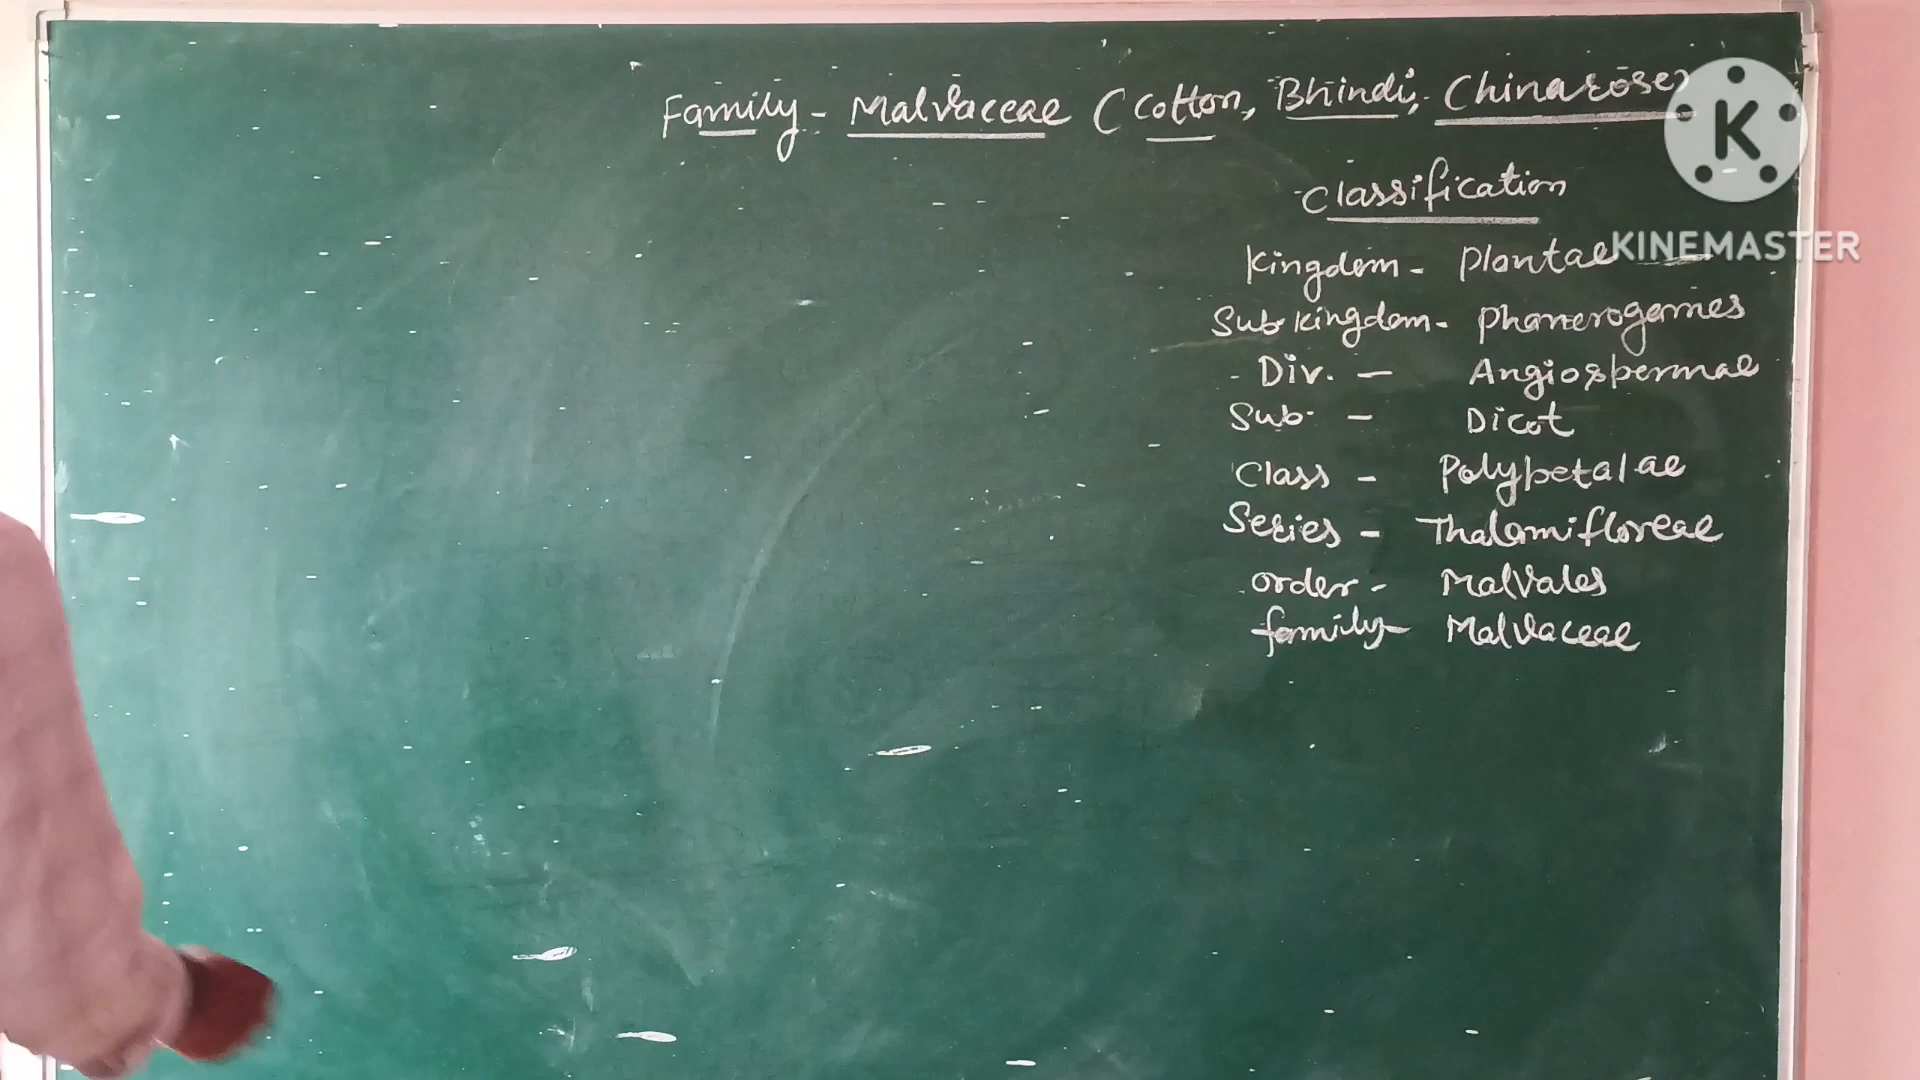 Family - Malvaceae (Cotton, Bhindi, Chinarose)
Classification
Kingdom - Plantae
Sub kingdom - Phanerogames
Div. - Angiospermae
Sub - Dicot
Class - Polypetalae
Series - Thalamifloreae
order - Malvales
family - Malvaceae
K
KINEMASTER